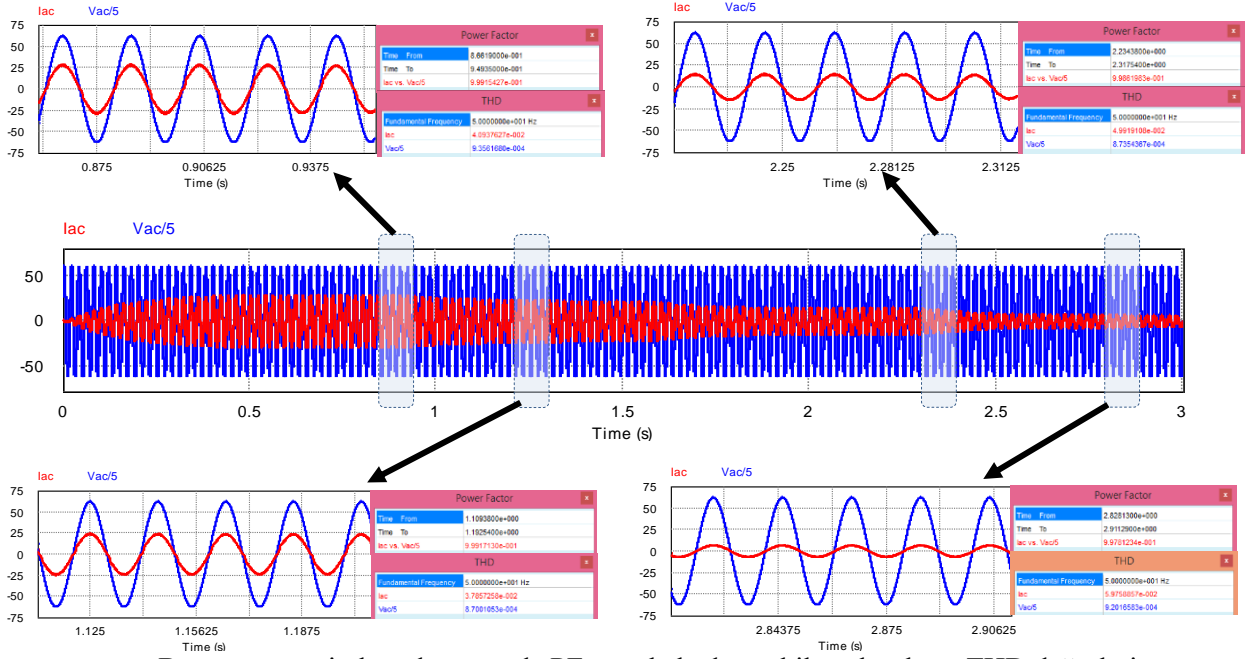 Iac Vac/5
75
50
25
0
-25
-50
-75
0.875 0.90625 0.9375
Time (s)
Power Factor x
Time From 8.6619000e-001
Time To 9.4935000e-001
Iac vs. Vac/5 9.9915427e-001
THD x
Fundamental Frequency 5.0000000e+001 Hz
Iac 4.0937627e-002
Vac/5 9.3561680e-004
Iac Vac/5
75
50
25
0
-25
-50
-75
2.25 2.28125 2.3125
Time (s)
Power Factor x
Time From 2.2343800e+000
Time To 2.3175400e+000
Iac vs. Vac/5 9.9861983e-001
THD x
Fundamental Frequency 5.0000000e+001 Hz
Iac 4.9919108e-002
Vac/5 8.7354387e-004
Iac Vac/5
50
0
-50
0 0.5 1 1.5 2 2.5 3
Time (s)
Iac Vac/5
75
50
25
0
-25
-50
-75
1.125 1.15625 1.1875
Time (s)
Power Factor x
Time From 1.1093800e+000
Time To 1.1925400e+000
Iac vs. Vac/5 9.9917130e-001
THD x
Fundamental Frequency 5.0000000e+001 Hz
Iac 3.7657258e-002
Vac/5 8.7001053e-004
Iac Vac/5
75
50
25
0
-25
-50
-75
2.84375 2.875 2.90625
Time (s)
Power Factor x
Time From 2.8281300e+000
Time To 2.9112900e+000
Iac vs. Vac/5 9.9781234e-001
THD x
Fundamental Frequency 5.0000000e+001 Hz
Iac 5.9758857e-002
Vac/5 9.2016583e-004